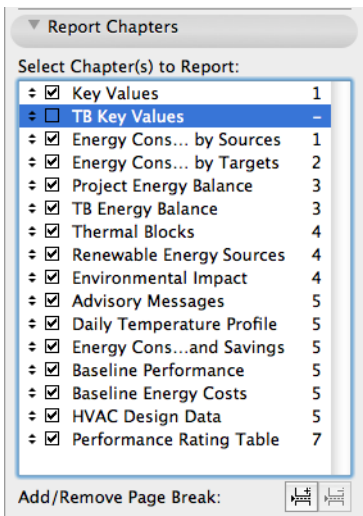 Report Chapters
Select Chapter(s) to Report:
Key Values 1
TB Key Values –
Energy Cons... by Sources 1
Energy Cons... by Targets 2
Project Energy Balance 3
TB Energy Balance 3
Thermal Blocks 4
Renewable Energy Sources 4
Environmental Impact 4
Advisory Messages 5
Daily Temperature Profile 5
Energy Cons...and Savings 5
Baseline Performance 5
Baseline Energy Costs 5
HVAC Design Data 5
Performance Rating Table 7
Add/Remove Page Break: